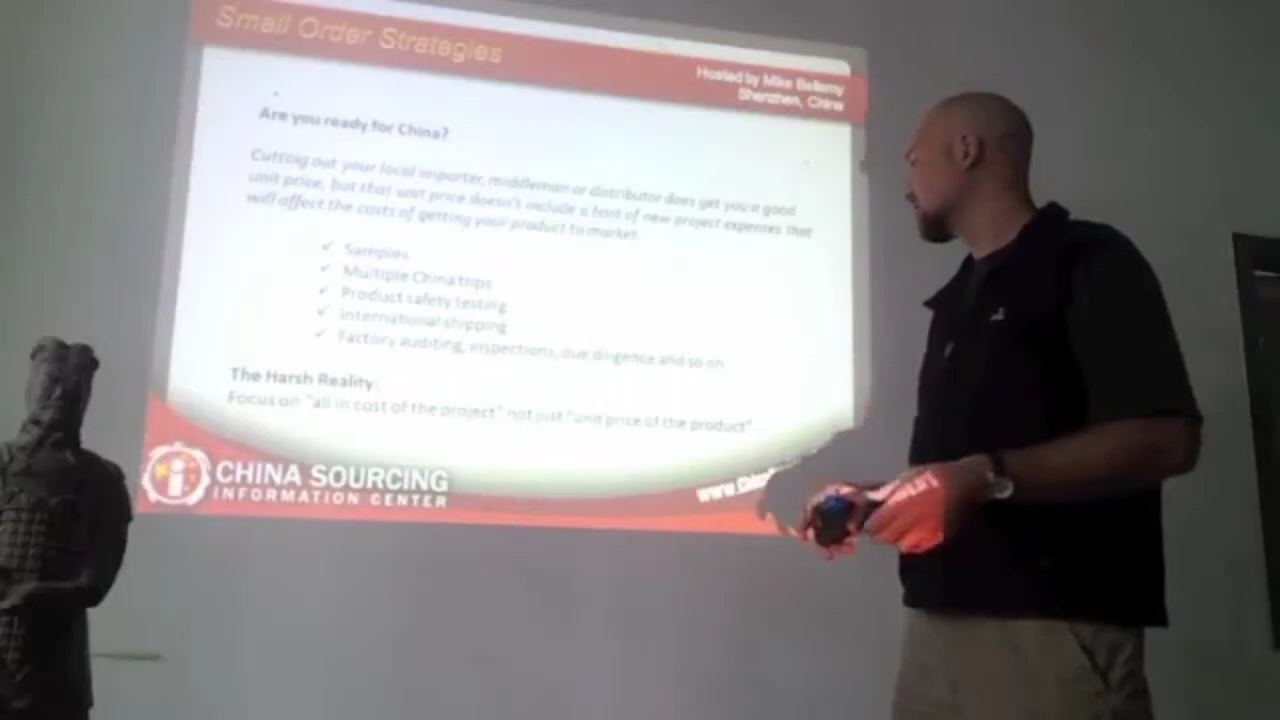 Small Order Strategies
Hosted by Mike Bellamy
Shenzhen, China
Are you ready for China?
Cutting out your local importer, middleman or distributor does get you a good
unit price, but that unit price doesn's include a host of new project expenses that
will affect the costs of getting your product to market.
✓ Samples
✓ Multiple China trips
✓ Product safety testing
✓ International shipping
✓ Factory auditing, inspections, due diligence and so on
The Harsh Reality:
Focus on "all in cost of the project" not just "unit price of the product"
CHINA SOURCING
INFORMATION CENTER
www.